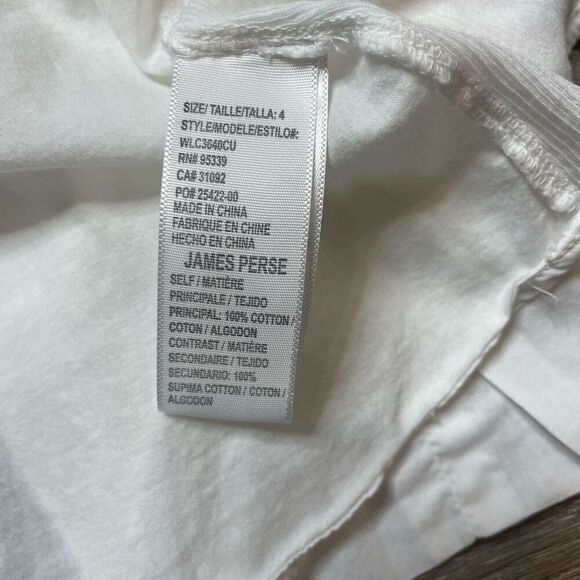 SIZE/ TAILLE/TALLA: 4
STYLE/MODELE/ESTILO#:
WLC3640CU
RN# 95339
CA# 31092
PO# 25422-00
MADE IN CHINA
FABRIQUE EN CHINE
HECHO EN CHINA
JAMES PERSE
SELF / MATIÈRE
PRINCIPALE / TEJIDO
PRINCIPAL: 100% COTTON /
COTON / ALGODON
CONTRAST / MATIÈRE
SECONDAIRE / TEJIDO
SECUNDARIO: 100%
SUPIMA COTTON / COTON /
ALGODON